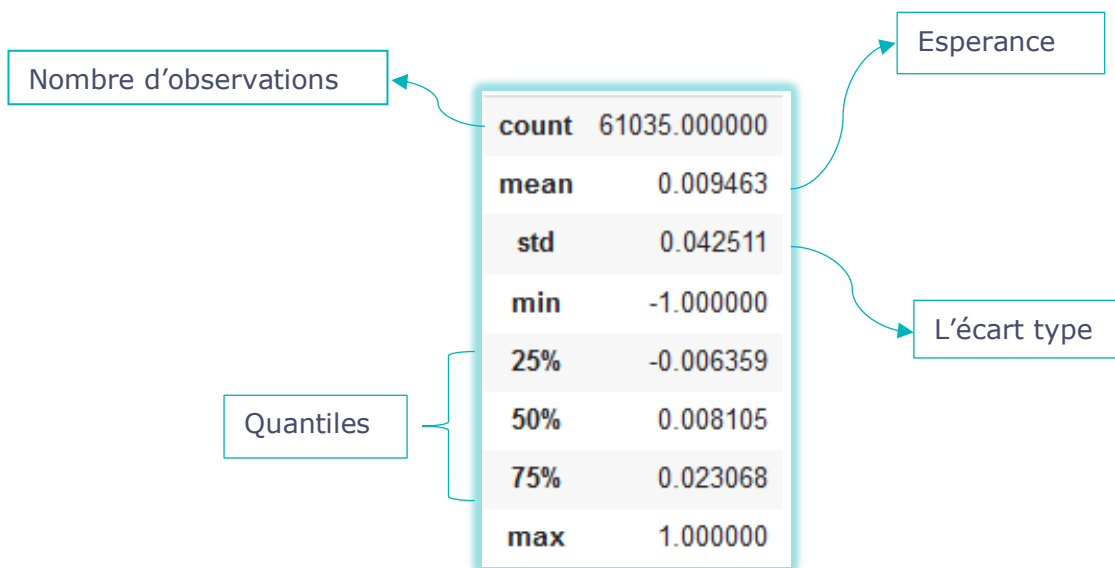 Esperance
Nombre d'observations
count 61035.000000
mean 0.009463
std 0.042511
min -1.000000
L'écart type
25% -0.006359
Quantiles
50% 0.008105
75% 0.023068
max 1.000000